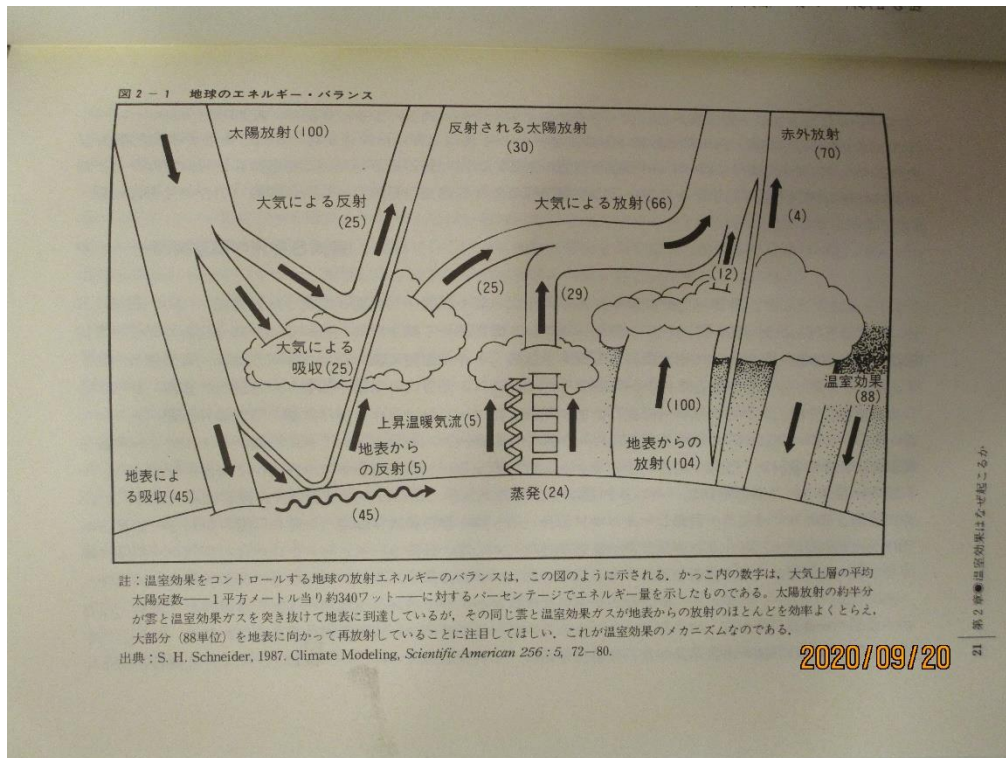 図2-1 地球のエネルギー・バランス
太陽放射(100)
反射される太陽放射
(30)
赤外放射
(70)
大気による反射
(25)
大気による放射(66)
(4)
(25)
(29)
(12)
大気による
吸収(25)
温室効果
(88)
上昇温暖気流(5)
(100)
地表から
の反射(5)
地表からの
放射(104)
地表によ
る吸収(45)
(45)
蒸発(24)
註：温室効果をコントロールする地球の放射エネルギーのバランスは，この図のように示される．かっこ内の数字は，大気上層の平均
太陽定数——1平方メートル当り約340ワット——に対するパーセンテージでエネルギー量を示したものである．太陽放射の約半分
が雲と温室効果ガスを突き抜けて地表に到達しているが，その同じ雲と温室効果ガスが地表からの放射のほとんどを効率よくとらえ，
大部分（88単位）を地表に向かって再放射していることに注目してほしい．これが温室効果のメカニズムなのである．
出典：S. H. Schneider, 1987. Climate Modeling, Scientific American 256 : 5, 72－80.
21 第2章●温室効果はなぜ起こるか
2020/09/20